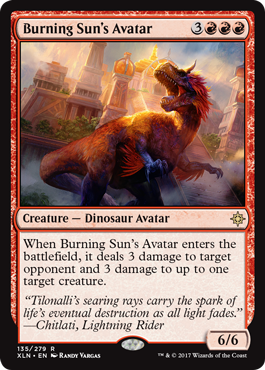 Burning Sun's Avatar 3
Creature — Dinosaur Avatar
When Burning Sun's Avatar enters the
battlefield, it deals 3 damage to target
opponent and 3 damage to up to one
target creature.
"Tilonalli's searing rays carry the spark of
life's eventual destruction as all light fades."
—Chitlati, Lightning Rider
6/6
135/279 R
XLN • EN RANDY VARGAS
™ & © 2017 Wizards of the Coast